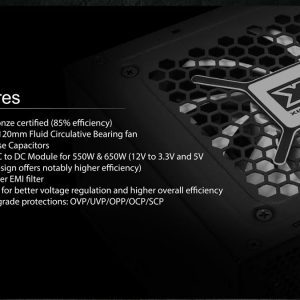 res
nze certified (85% efficiency)
120mm Fluid Circulative Bearing fan
se Capacitors
C to DC Module for 550W & 650W (12V to 3.3V and 5V
sign offers notably higher efficiency)
er EMI filter
for better voltage regulation and higher overall efficiency
grade protections: OVP/UVP/OPP/OCP/SCP